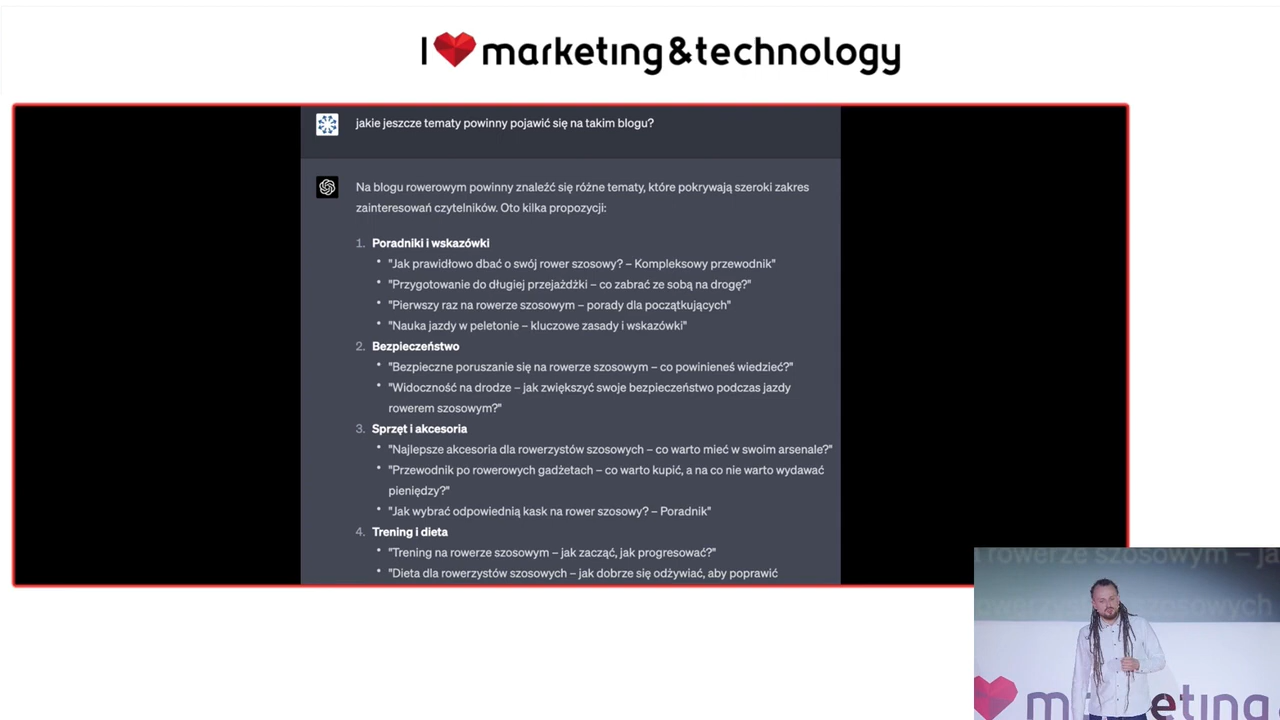 I marketing&technology
jakie jeszcze tematy powinny pojawić się na takim blogu?
Na blogu rowerowym powinny znaleźć się różne tematy, które pokrywają szeroki zakres
zainteresowań czytelników. Oto kilka propozycji:
1. Poradniki i wskazówki
• "Jak prawidłowo dbać o swój rower szosowy? – Kompleksowy przewodnik"
• "Przygotowanie do długiej przejażdżki – co zabrać ze sobą na drogę?"
• "Pierwszy raz na rowerze szosowym – porady dla początkujących"
• "Nauka jazdy w peletonie – kluczowe zasady i wskazówki"
2. Bezpieczeństwo
• "Bezpieczne poruszanie się na rowerze szosowym – co powinieneś wiedzieć?"
• "Widoczność na drodze – jak zwiększyć swoje bezpieczeństwo podczas jazdy
rowerem szosowym?"
3. Sprzęt i akcesoria
• "Najlepsze akcesoria dla rowerzystów szosowych – co warto mieć w swoim arsenale?"
• "Przewodnik po rowerowych gadżetach – co warto kupić, a na co nie warto wydawać
pieniędzy?"
• "Jak wybrać odpowiednią kask na rower szosowy? – Poradnik"
4. Trening i dieta
• "Trening na rowerze szosowym – jak zacząć, jak progresować?"
• "Dieta dla rowerzystów szosowych – jak dobrze się odżywiać, aby poprawić
rowerze szosowym – ja
szosowych